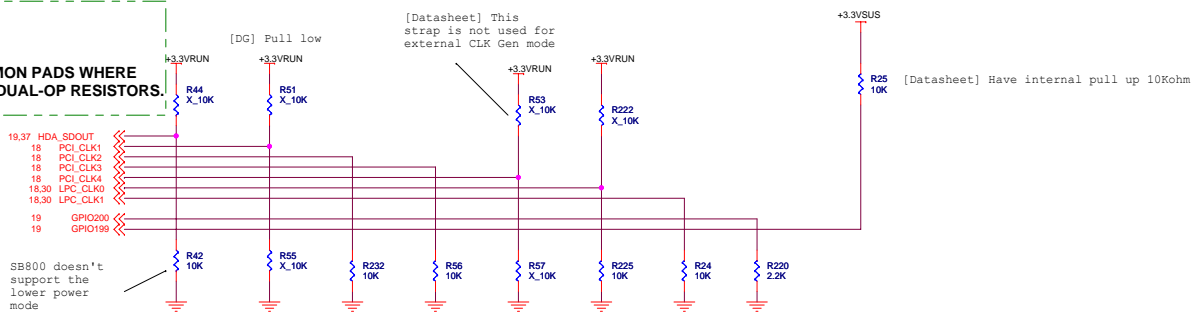 MON PADS WHERE
DUAL-OP RESISTORS.
[DG] Pull low
[Datasheet] This
strap is not used for
external CLK Gen mode
+3.3VSUS
+3.3VRUN
+3.3VRUN
+3.3VRUN
+3.3VRUN
R44
X_10K
R51
X_10K
R53
X_10K
R222
X_10K
R25
10K
[Datasheet] Have internal pull up 10Kohm
19,37 HDA_SDOUT
18 PCI_CLK1
18 PCI_CLK2
18 PCI_CLK3
18 PCI_CLK4
18,30 LPC_CLK0
18,30 LPC_CLK1
19 GPIO200
19 GPIO199
SB800 doesn't
support the
lower power
mode
R42
10K
R55
X_10K
R232
10K
R56
10K
R57
X_10K
R225
10K
R24
10K
R220
2.2K